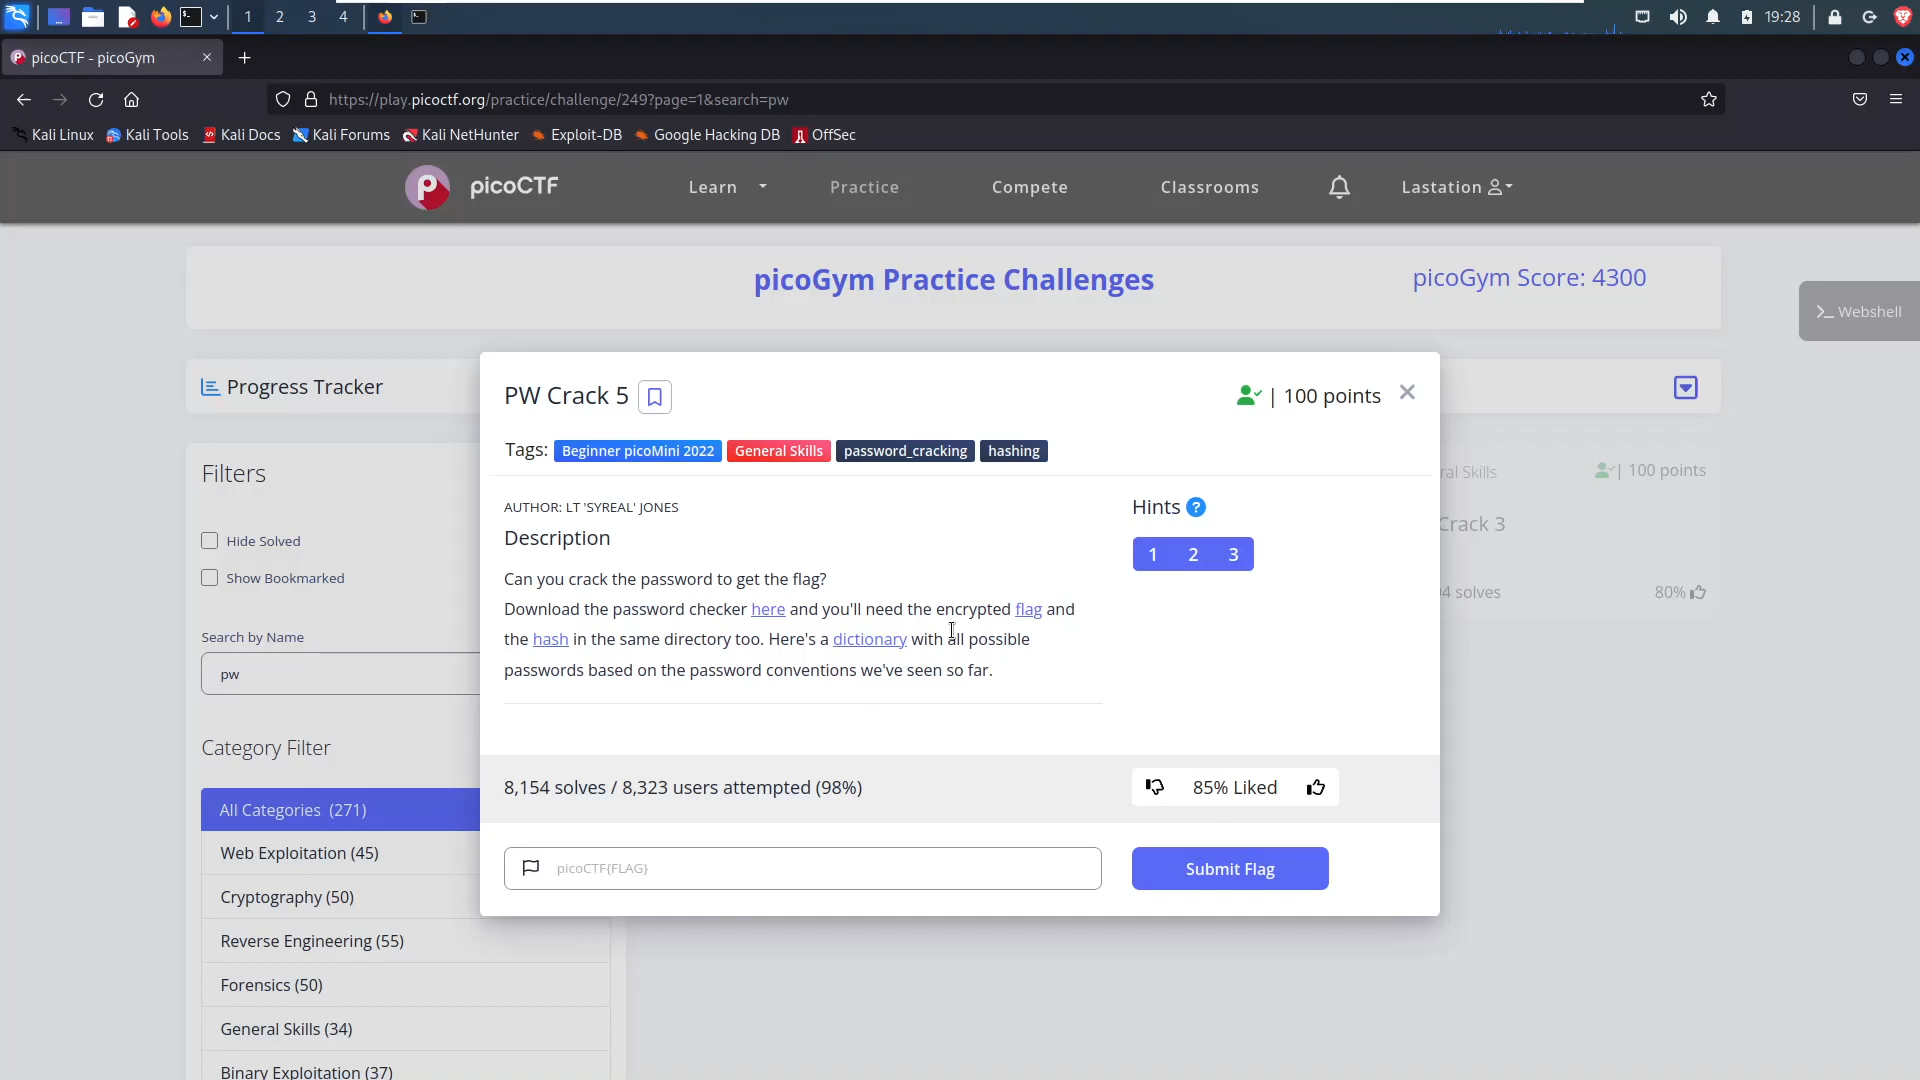 1 2 3 4 19:28
picoCTF - picoGym
https://play.picoctf.org/practice/challenge/249?page=1&search=pw
Kali Linux Kali Tools Kali Docs Kali Forums Kali NetHunter Exploit-DB Google Hacking DB OffSec
picoCTF Learn Practice Compete Classrooms Lastation
picoGym Practice Challenges picoGym Score: 4300
>_ Webshell
Progress Tracker
PW Crack 5 | 100 points
Tags: Beginner picoMini 2022 General Skills password_cracking hashing
Filters
ral Skills | 100 points
AUTHOR: LT 'SYREAL' JONES
Hints ?
Crack 3
Description
Hide Solved
1 2 3
Show Bookmarked
Can you crack the password to get the flag?
Download the password checker here and you'll need the encrypted flag and
the hash in the same directory too. Here's a dictionary with all possible
passwords based on the password conventions we've seen so far.
4 solves 80%
Search by Name
pw
Category Filter
8,154 solves / 8,323 users attempted (98%)
85% Liked
All Categories (271)
Web Exploitation (45)
picoCTF{FLAG}
Submit Flag
Cryptography (50)
Reverse Engineering (55)
Forensics (50)
General Skills (34)
Binary Exploitation (37)